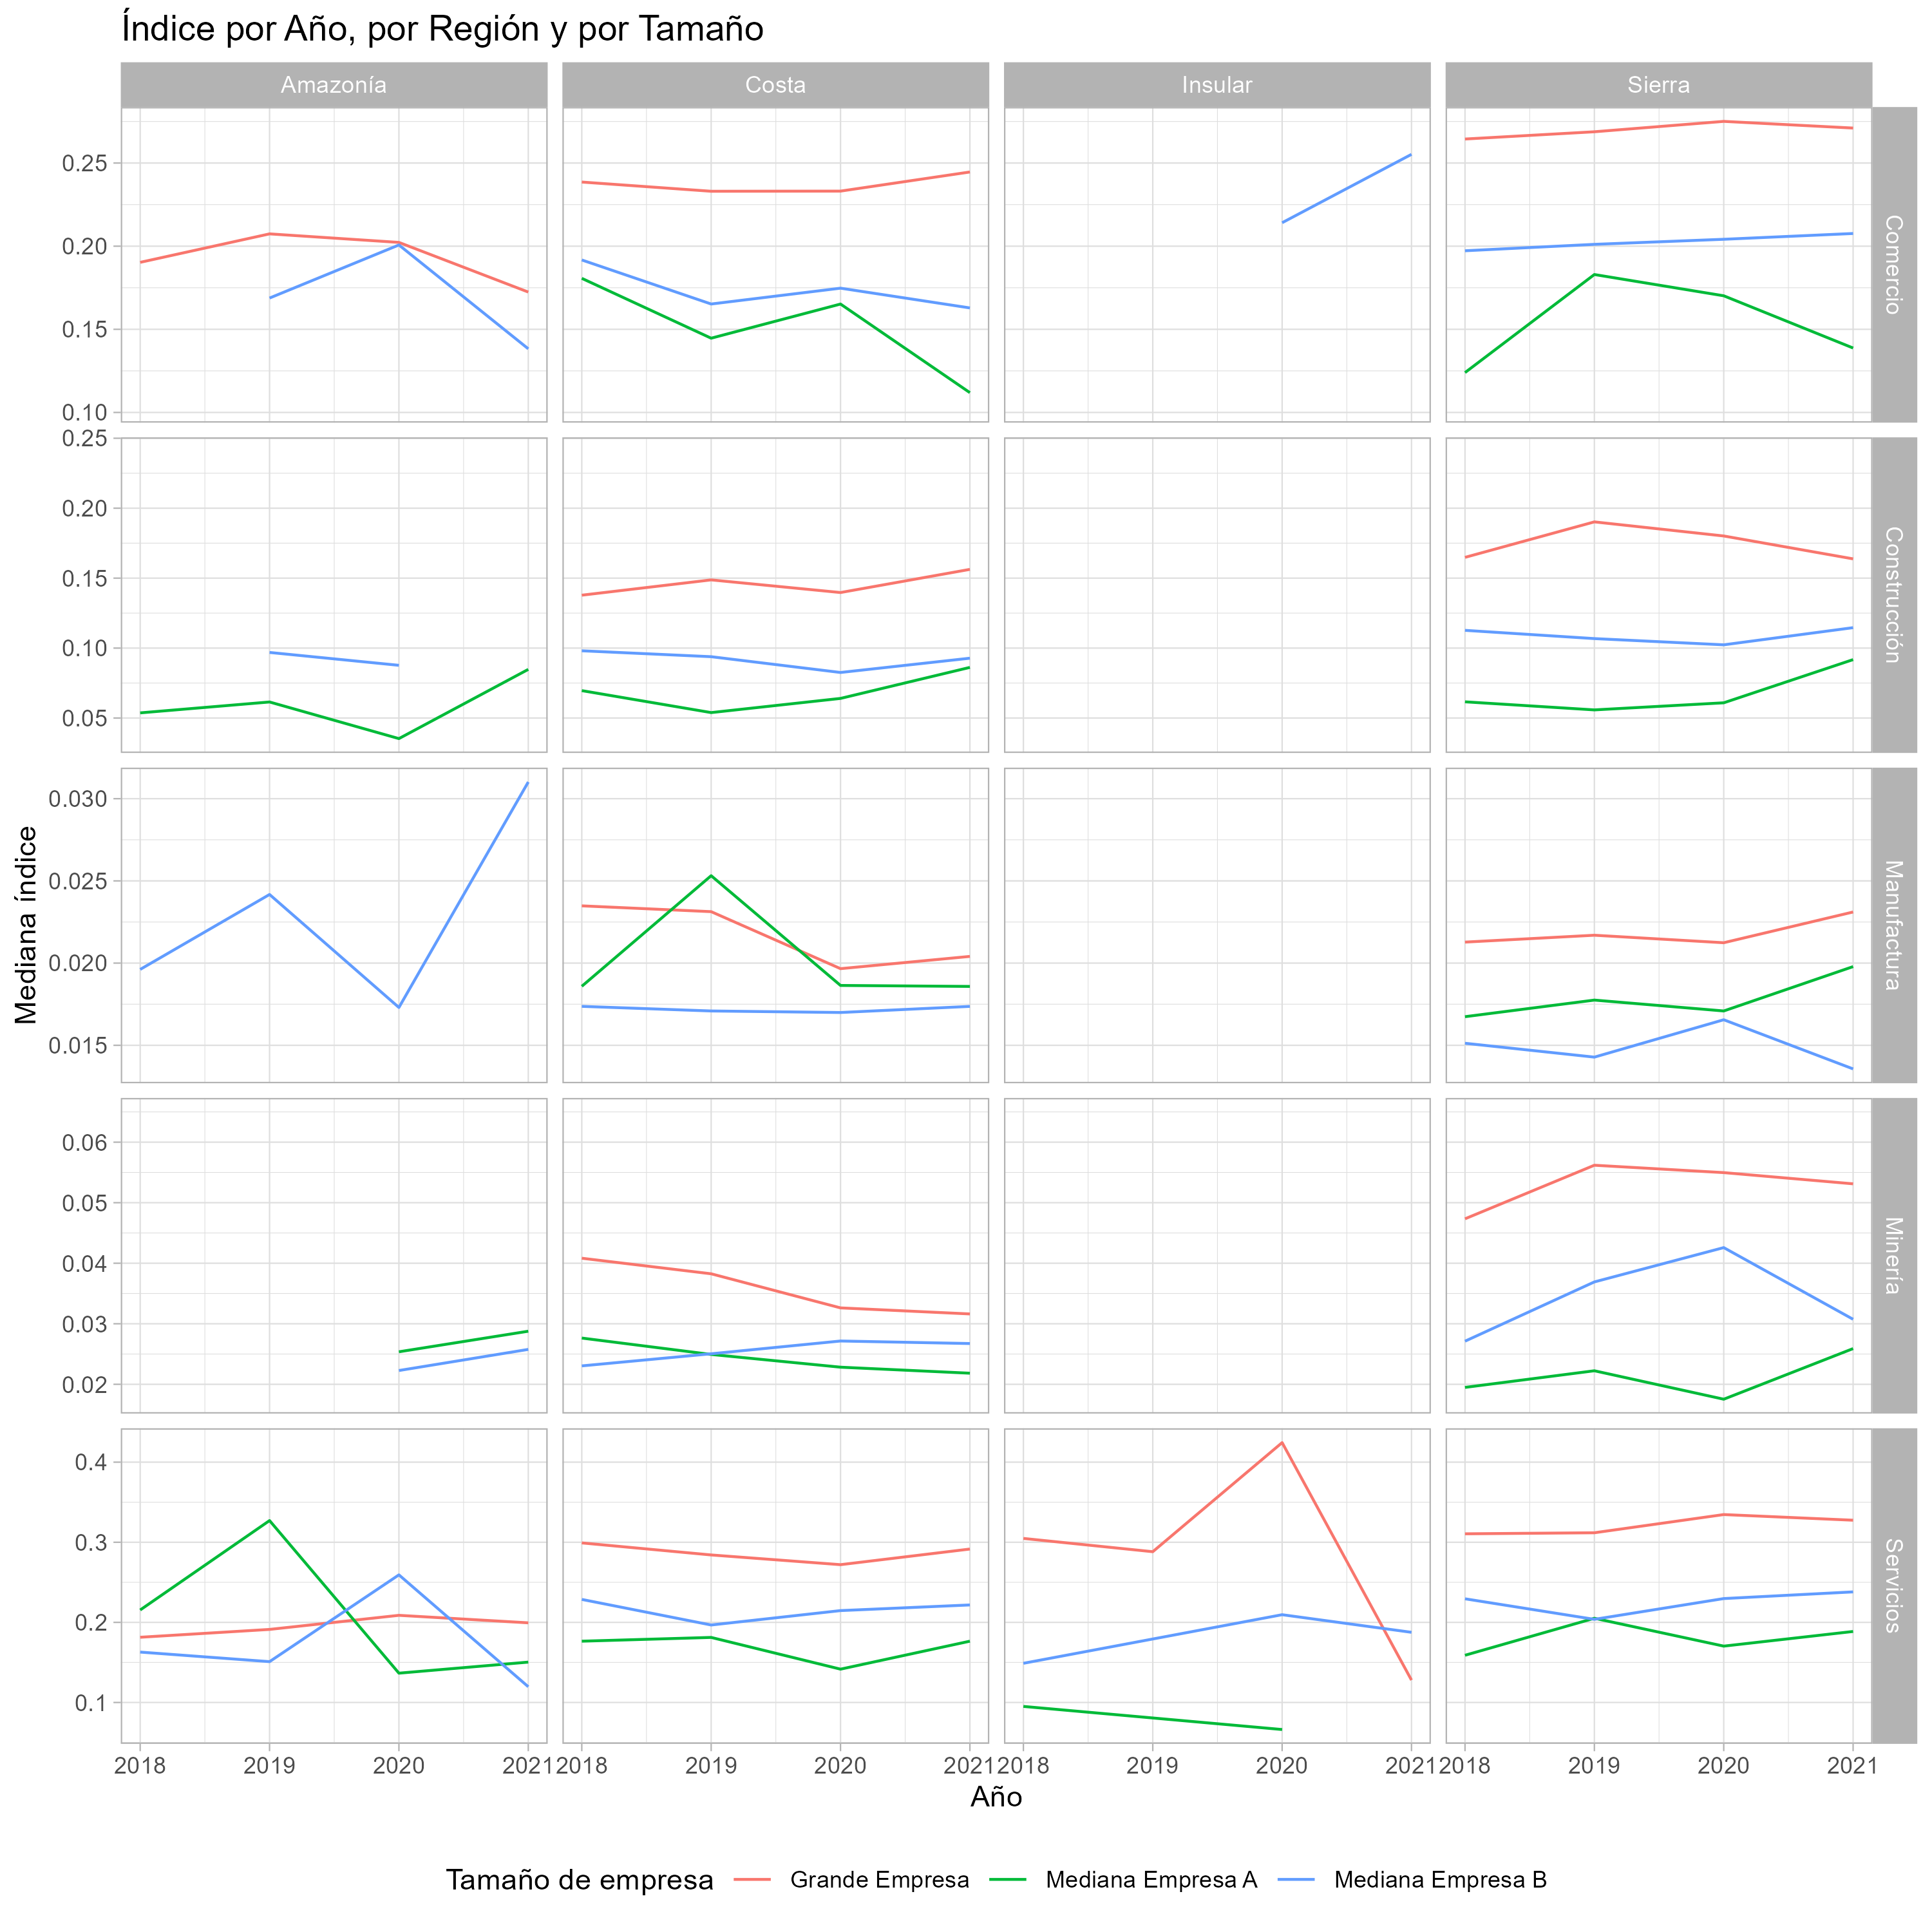 Índice por Año, por Región y por Tamaño
Amazonía
Costa
Insular
Sierra
0.25
0.20
0.15
0.10
Comercio
0.25
0.20
0.15
0.10
0.05
Construcción
0.030
0.025
0.020
0.015
Manufactura
0.06
0.05
0.04
0.03
0.02
Minería
0.4
0.3
0.2
0.1
Servicios
Mediana índice
2018 2019 2020 2021 2018 2019 2020 2021 2018 2019 2020 2021 2018 2019 2020 2021
Año
Tamaño de empresa Grande Empresa Mediana Empresa A Mediana Empresa B